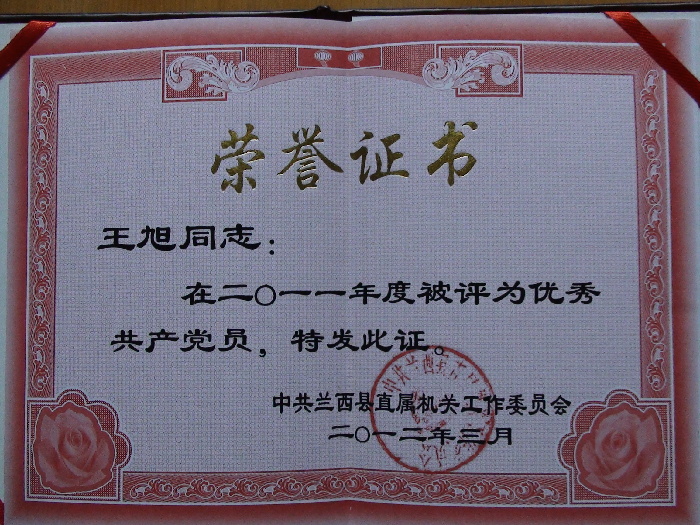 荣誉证书
王旭同志：
在二〇一一年度被评为优秀
共产党员，特发此证。
中共兰西县直属机关工作委员会
二〇一二年三月